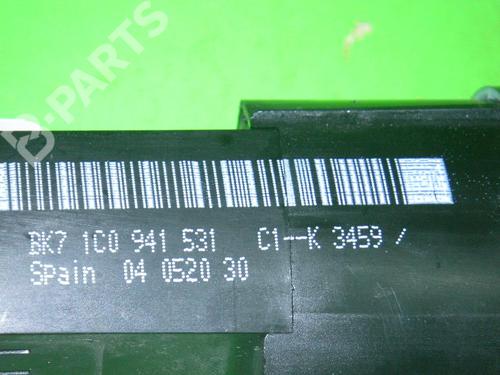 B-PARTS
BK7 1C0 941 531 C1--K 3459 /
Spain 04 0520 30